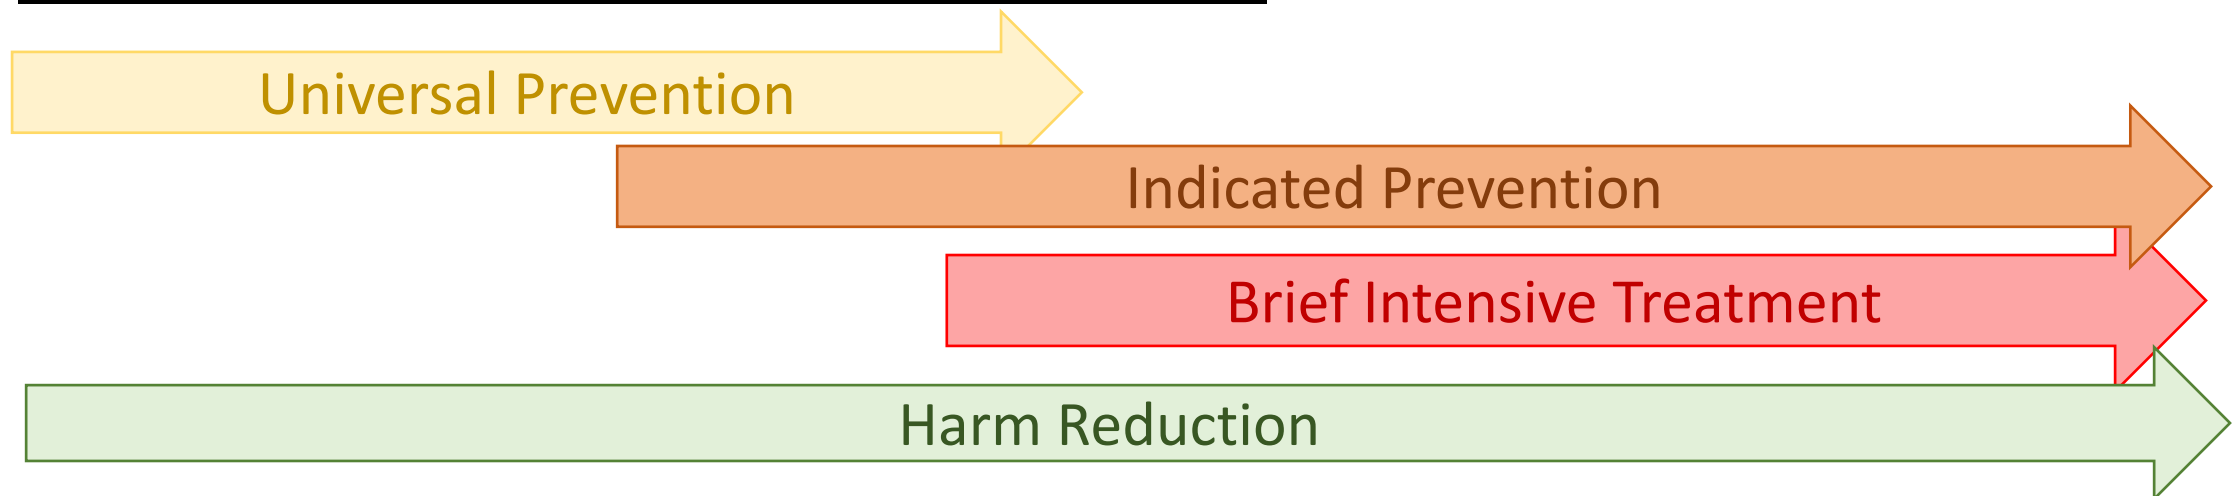 Universal Prevention
Indicated Prevention
Brief Intensive Treatment
Harm Reduction